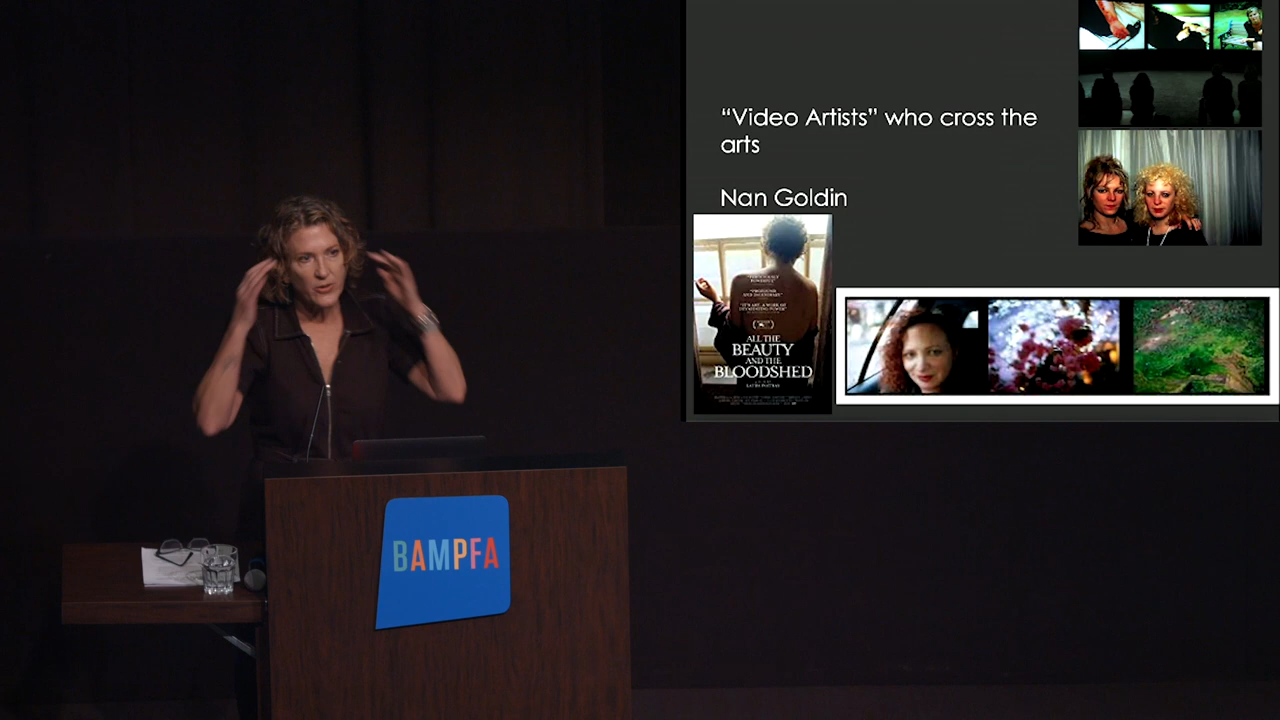 “Video Artists” who cross the
arts
Nan Goldin
ALL THE
BEAUTY
AND THE
BLOODSHED
BAMPFA